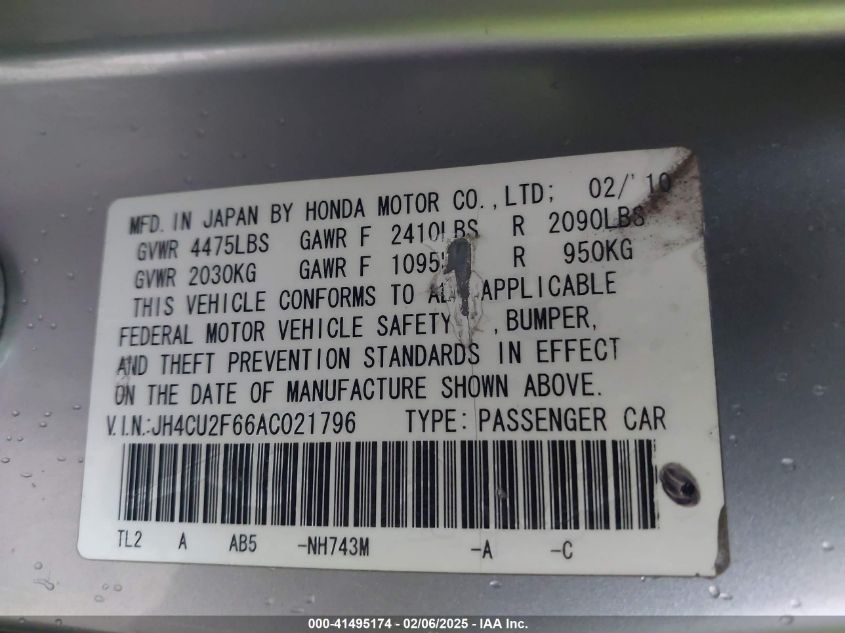 MFD. IN JAPAN BY HONDA MOTOR CO., LTD; 02/'10
GVWR 4475LBS GAWR F 2410LBS R 2090LBS
GVWR 2030KG GAWR F 1095 R 950KG
THIS VEHICLE CONFORMS TO APPLICABLE
FEDERAL MOTOR VEHICLE SAFETY , BUMPER,
AND THEFT PREVENTION STANDARDS IN EFFECT
ON THE DATE OF MANUFACTURE SHOWN ABOVE.
V.I.N.:JH4CU2F66AC021796 TYPE: PASSENGER CAR
TL2 A AB5 -NH743M -A -C
000-41495174 - 02/06/2025 - IAA Inc.